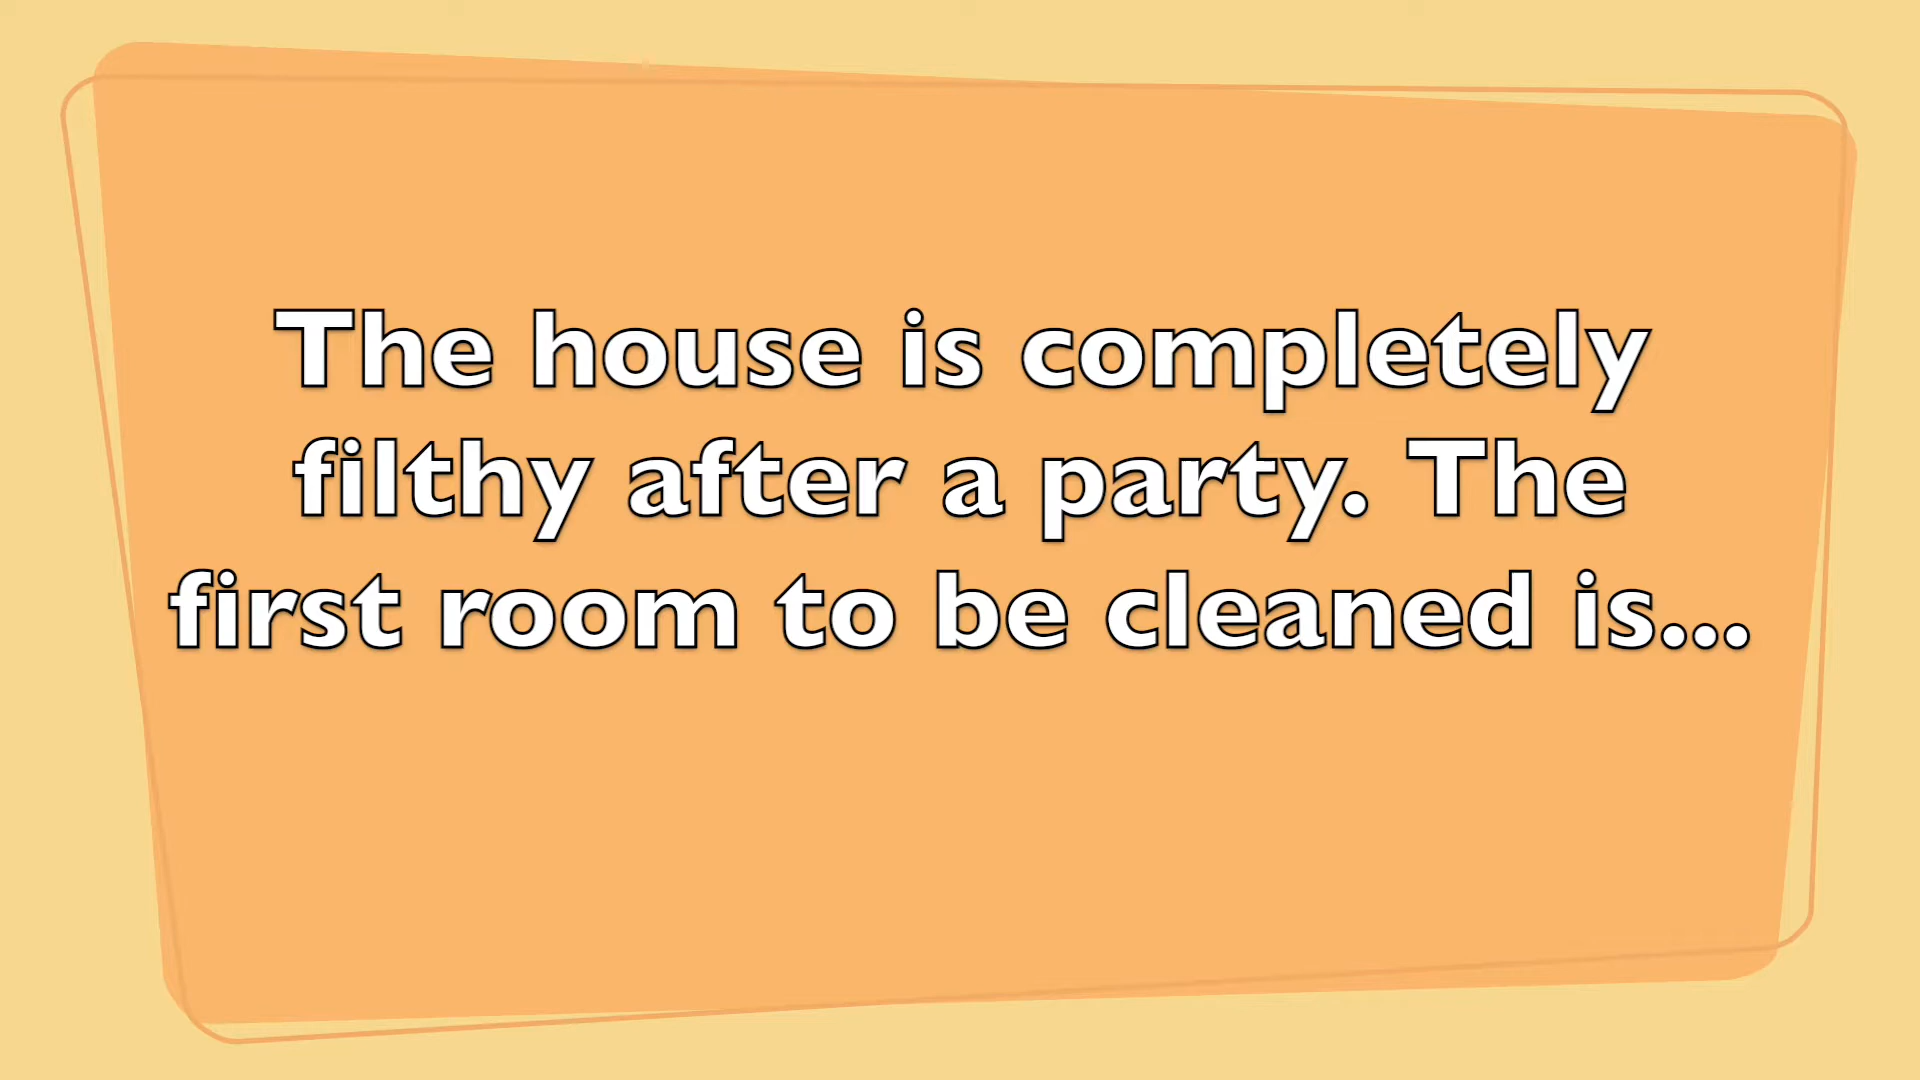 The house is completely
filthy after a party. The
first room to be cleaned is...